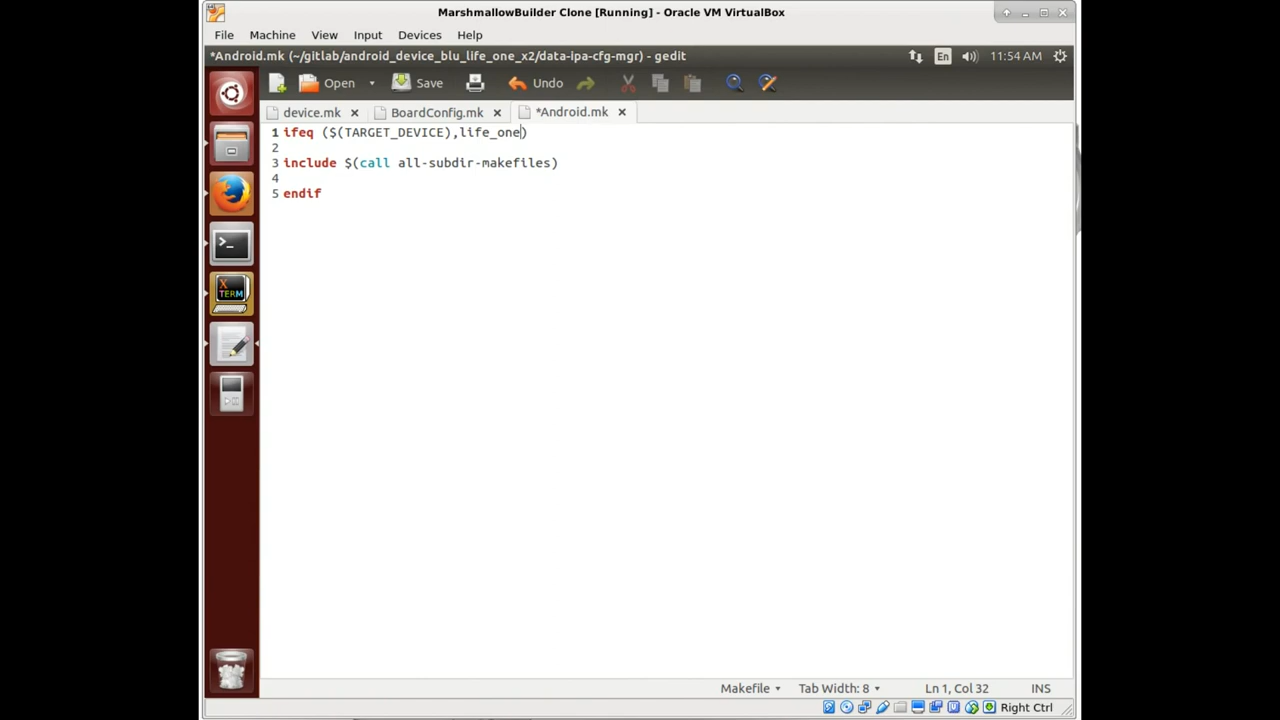 MarshmallowBuilder Clone [Running] - Oracle VM VirtualBox
File Machine View Input Devices Help
*Android.mk (~/gitlab/android_device_blu_life_one_x2/data-ipa-cfg-mgr) - gedit
En 11:54 AM
Open Save Undo
device.mk BoardConfig.mk *Android.mk
1 ifeq ($(TARGET_DEVICE),life_one)
2
3 include $(call all-subdir-makefiles)
4
5 endif
>_
X
TERM
Makefile Tab Width: 8 Ln 1, Col 32 INS
Right Ctrl